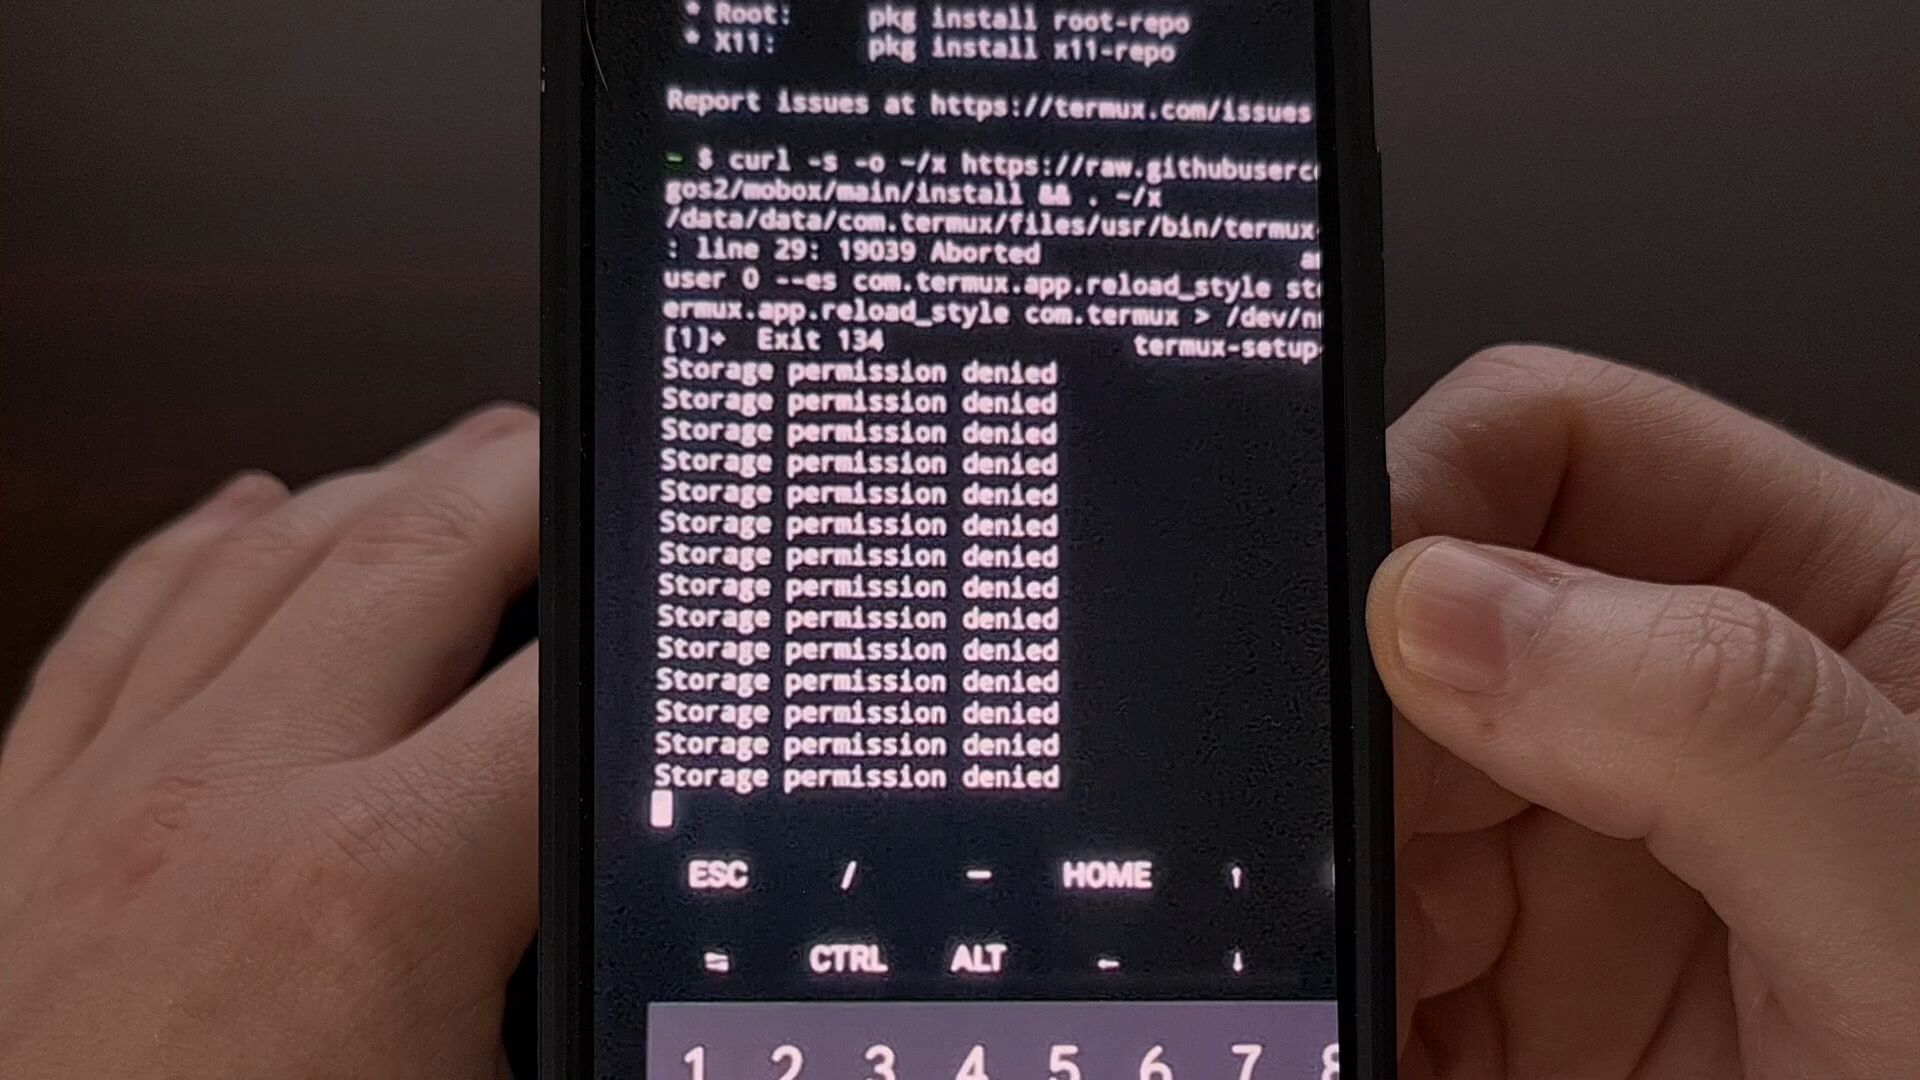 * Root: pkg install root-repo
* X11: pkg install x11-repo
Report issues at https://termux.com/issues
~ $ curl -s -o ~/x https://raw.githubuserc
gos2/mobox/main/install && . ~/x
/data/data/com.termux/files/usr/bin/termux-
: line 29: 19039 Aborted
user 0 --es com.termux.app.reload_style sto
ermux.app.reload_style com.termux > /dev/n
[1]+ Exit 134 termux-setup-
Storage permission denied
Storage permission denied
Storage permission denied
Storage permission denied
Storage permission denied
Storage permission denied
Storage permission denied
Storage permission denied
Storage permission denied
Storage permission denied
Storage permission denied
Storage permission denied
Storage permission denied
Storage permission denied
ESC / — HOME ↑
CTRL ALT ← ↓
1 2 3 4 5 6 7 8